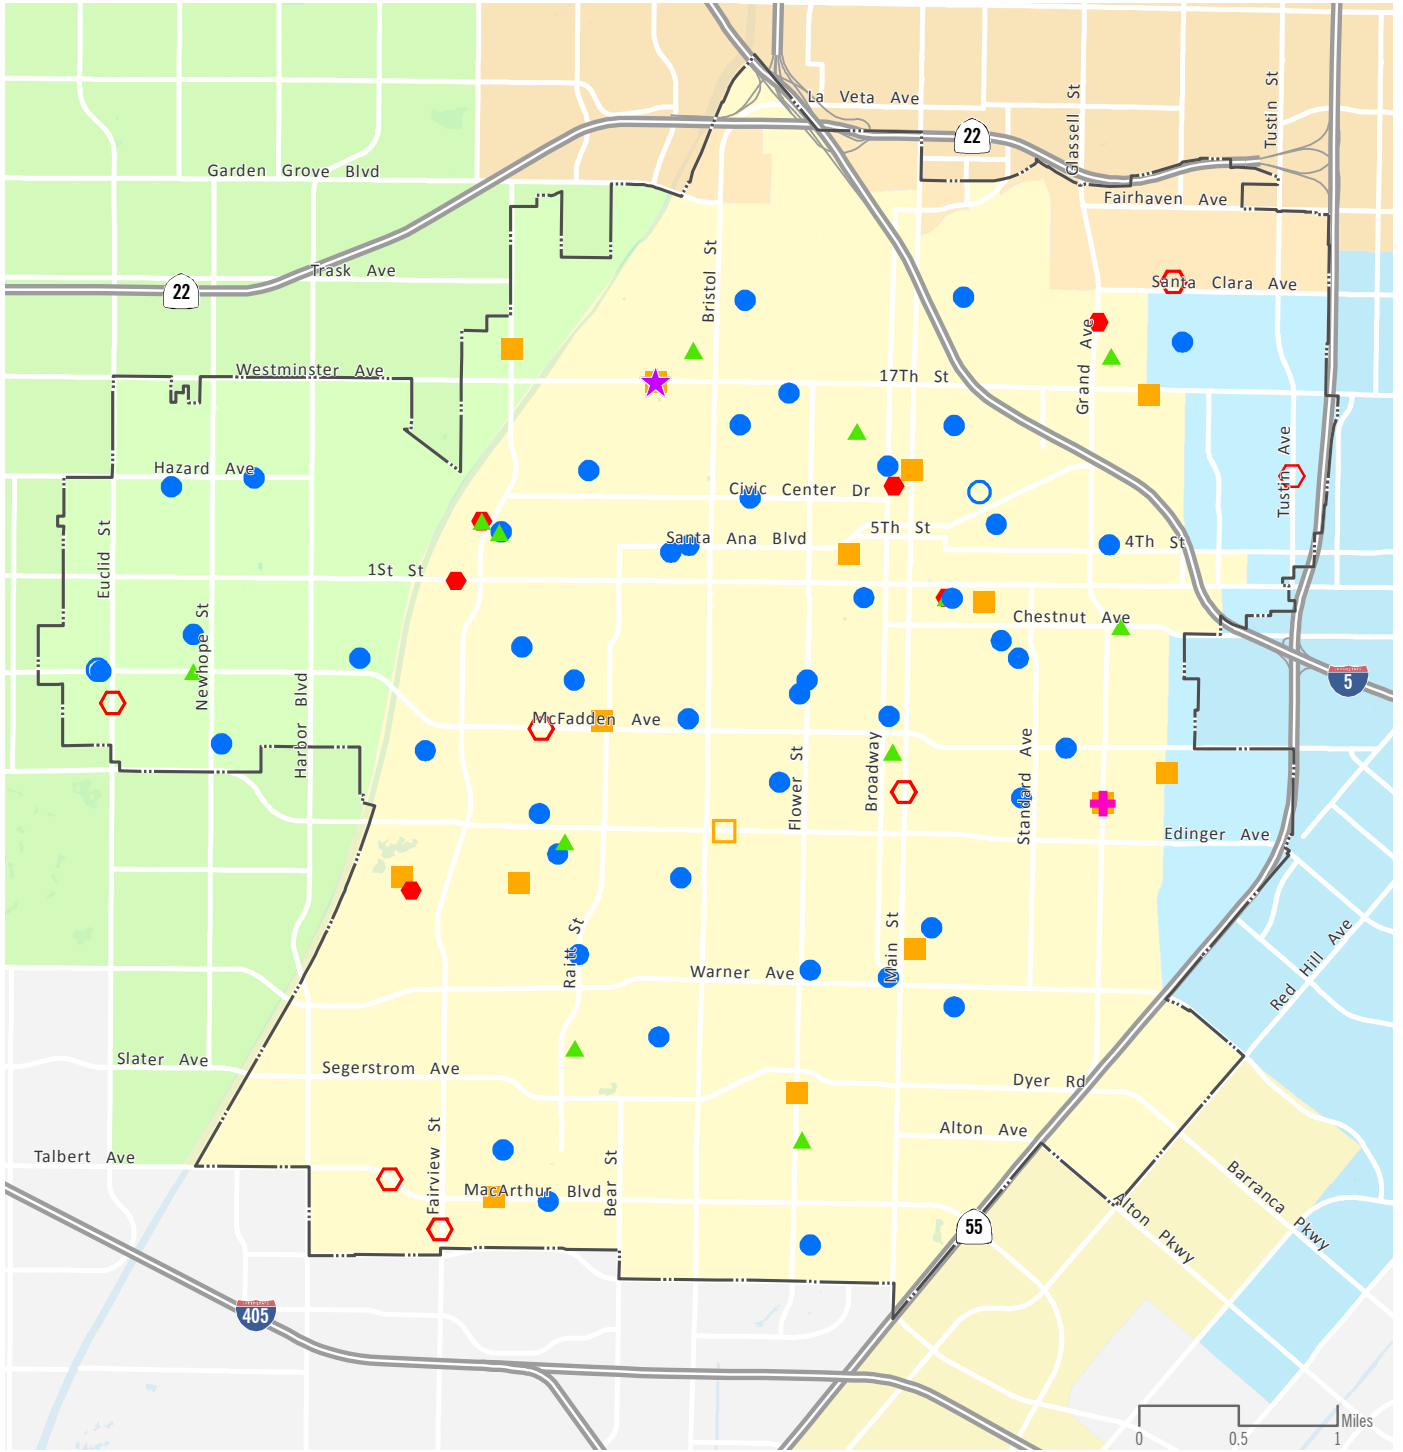 La Veta Ave
Glassell St
Tustin St
22
Garden Grove Blvd
Fairhaven Ave
Trask Ave
22
Bristol St
Santa Clara Ave
Grand Ave
Westminster Ave
17Th St
Hazard Ave
Civic Center Dr
Tustin Ave
Euclid St
Santa Ana Blvd
5Th St
4Th St
1St St
Newhope St
Chestnut Ave
5
Harbor Blvd
McFadden Ave
Flower St
Broadway
Standard Ave
Edinger Ave
Raitt St
Main St
Warner Ave
Red Hill Ave
Slater Ave
Segerstrom Ave
Dyer Rd
Fairview St
Alton Ave
Talbert Ave
MacArthur Blvd
Bear St
Barranca Pkwy
Alton Pkwy
55
405
Miles
0 0.5 1